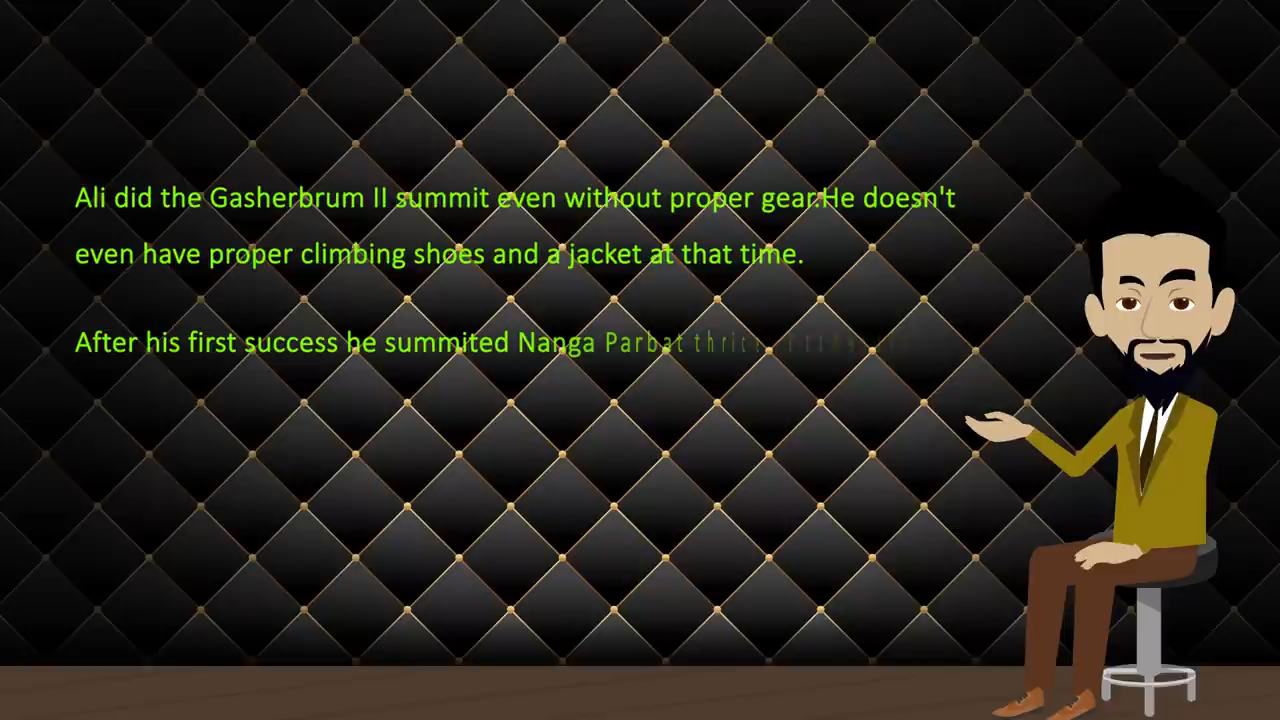 Ali did the Gasherbrum II summit even without proper gear.He doesn't
even have proper climbing shoes and a jacket at that time.
After his first success he summited Nanga Parbat thrice